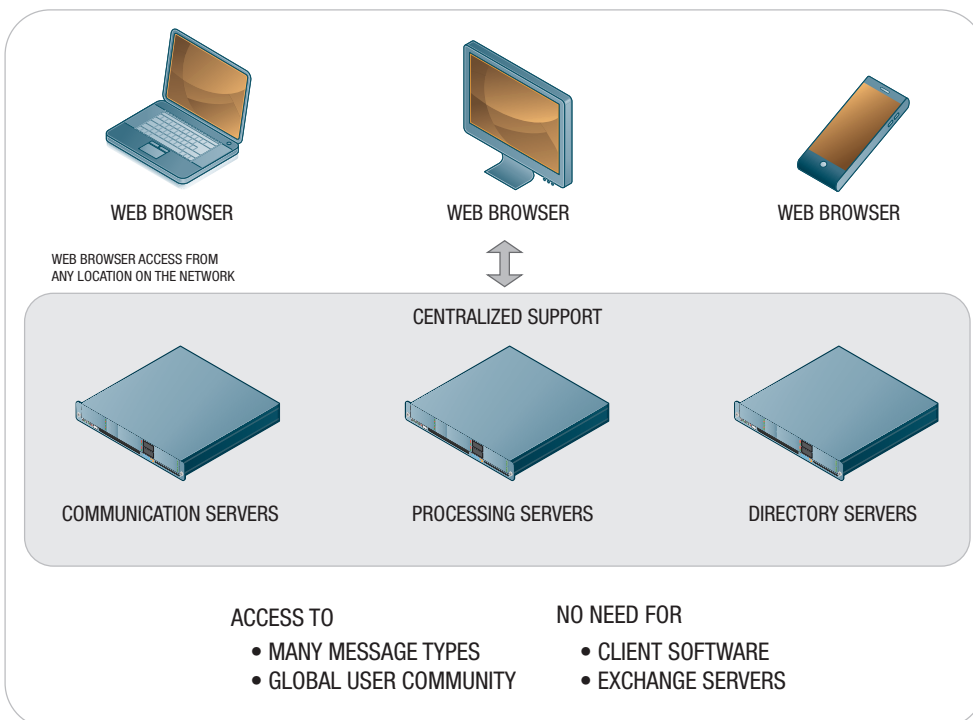 WEB BROWSER
WEB BROWSER
WEB BROWSER
WEB BROWSER ACCESS FROM
ANY LOCATION ON THE NETWORK
CENTRALIZED SUPPORT
COMMUNICATION SERVERS
PROCESSING SERVERS
DIRECTORY SERVERS
ACCESS TO
• MANY MESSAGE TYPES
• GLOBAL USER COMMUNITY
NO NEED FOR
• CLIENT SOFTWARE
• EXCHANGE SERVERS